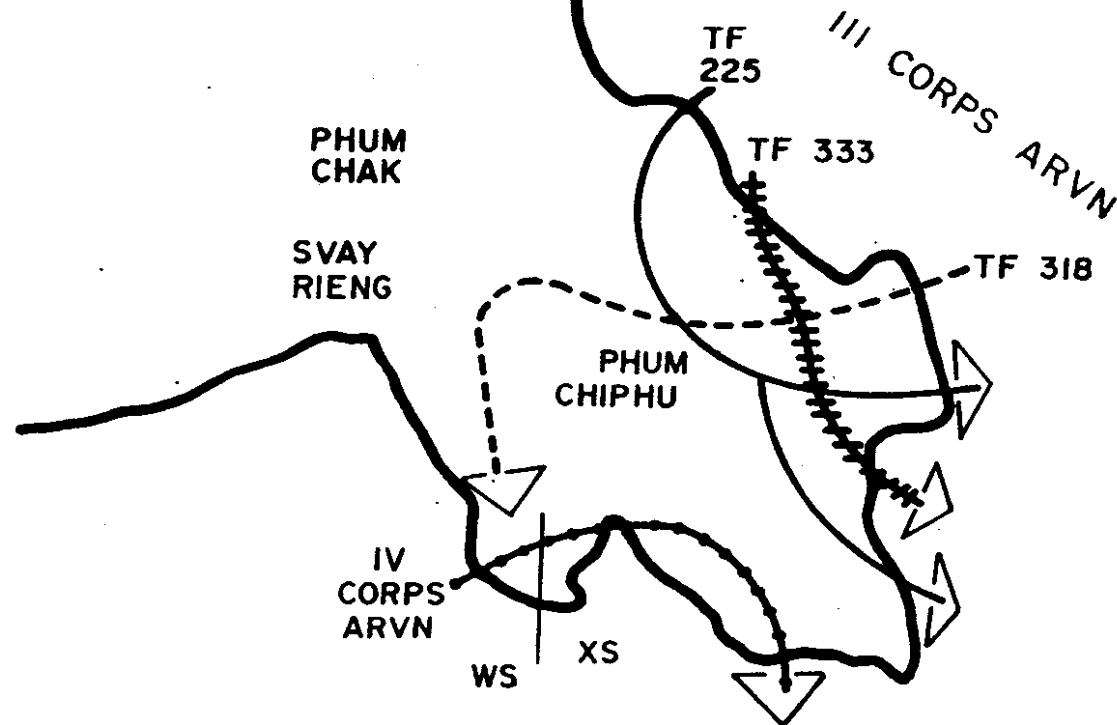 TF
225
III CORPS ARVN
PHUM
CHAK
TF 333
SVAY
RIENG
TF 318
PHUM
CHIPHU
IV
CORPS
ARVN
WS
XS